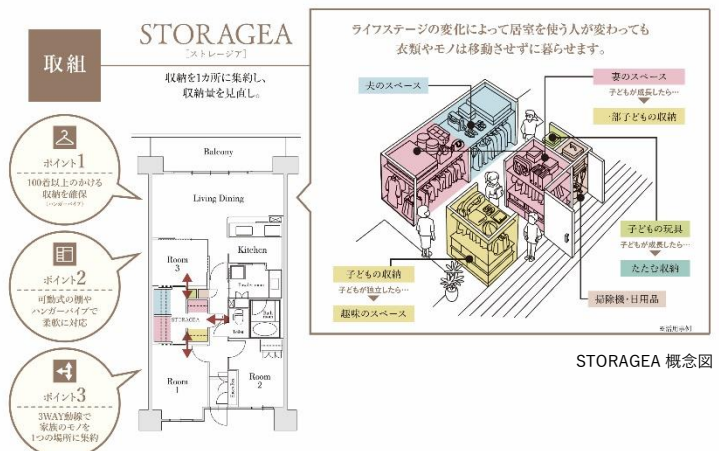 取組
STORAGEA
[ストレージア]
収納を1カ所に集約し、
収納量を見直し。
ポイント1
100着以上のかける
収納を確保
(ハンガーパイプ)
ポイント2
可動式の棚や
ハンガーパイプで
柔軟に対応
ポイント3
3WAY動線で
家族のモノを
1つの場所に集約
Balcony
Living Dining
Kitchen
Room
3
STORAGEA
Room
1
Room
2
ライフステージの変化によって居室を使う人が変わっても
衣類やモノは移動させずに暮らせます。
夫のスペース
妻のスペース
子どもが成長したら…
一部子どもの収納
子どもの玩具
子どもが成長したら…
たたむ収納
掃除機・日用品
子どもの収納
子どもが独立したら…
趣味のスペース
※活用事例
STORAGEA 概念図